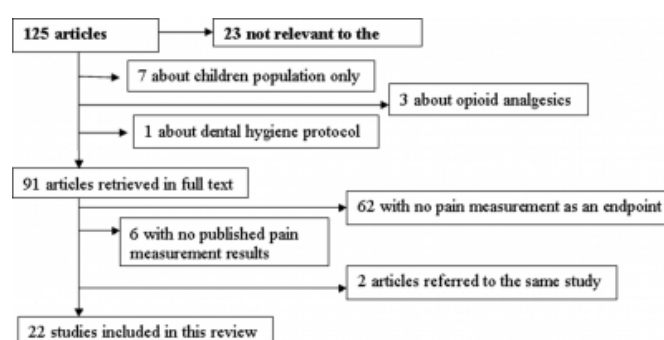 125 articles
23 not relevant to the
7 about children population only
3 about opioid analgesics
1 about dental hygiene protocol
91 articles retrieved in full text
62 with no pain measurement as an endpoint
6 with no published pain
measurement results
2 articles referred to the same study
22 studies included in this review